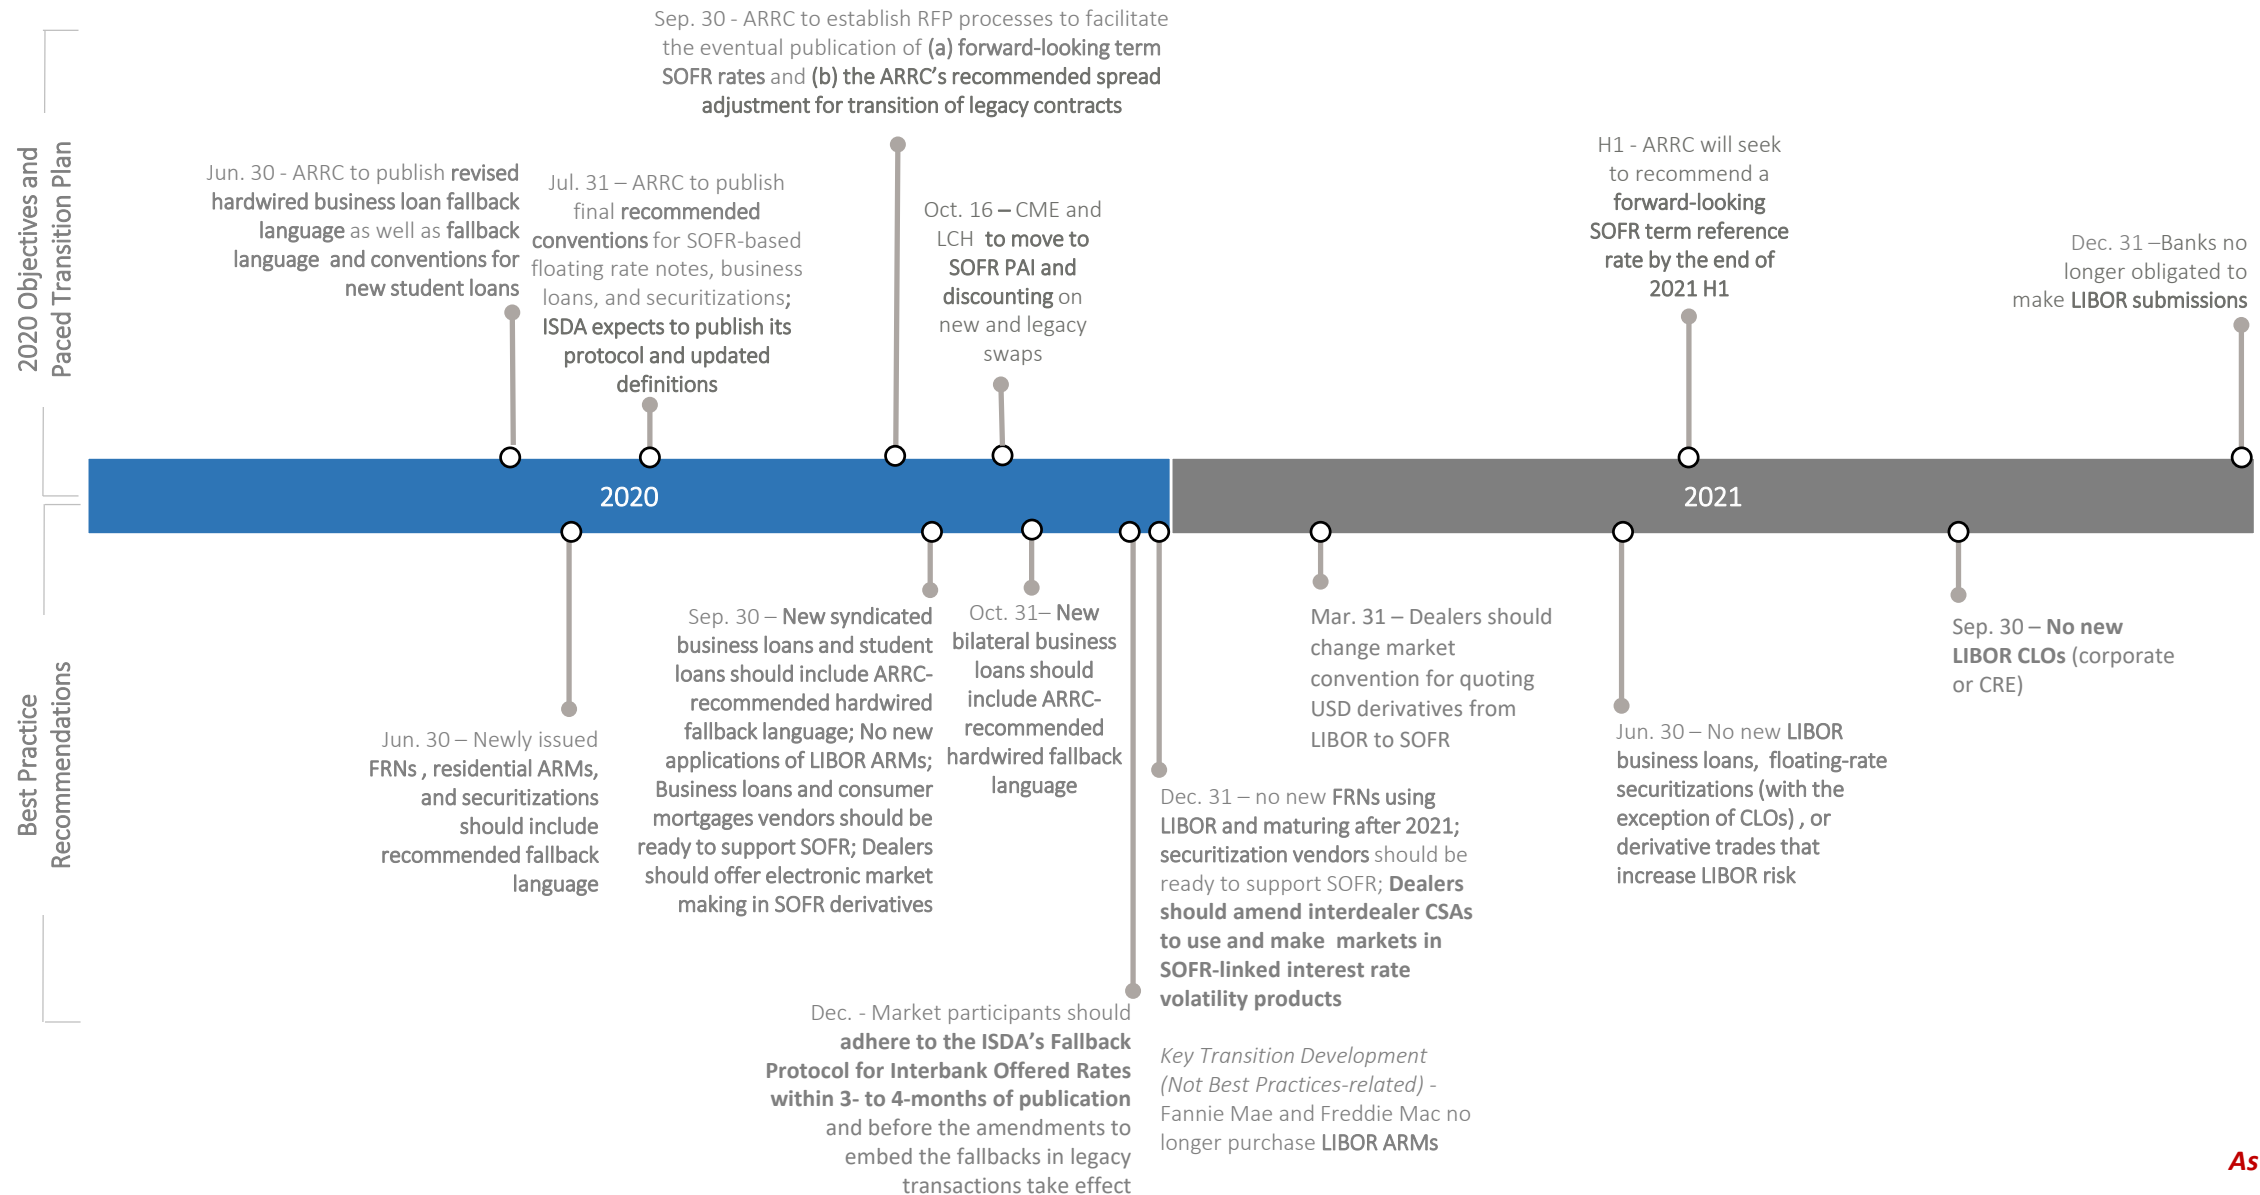 Sep. 30 - ARRC to establish RFP processes to facilitate
the eventual publication of (a) forward-looking term
SOFR rates and (b) the ARRC's recommended spread
adjustment for transition of legacy contracts
2020 Objectives and
Paced Transition Plan
Jun. 30 - ARRC to publish revised
hardwired business loan fallback
language as well as fallback
language and conventions for
new student loans
Jul. 31 – ARRC to publish
final recommended
conventions for SOFR-based
floating rate notes, business
loans, and securitizations;
ISDA expects to publish its
protocol and updated
definitions
Oct. 16 – CME and
LCH to move to
SOFR PAI and
discounting on
new and legacy
swaps
H1 - ARRC will seek
to recommend a
forward-looking
SOFR term reference
rate by the end of
2021 H1
Dec. 31 –Banks no
longer obligated to
make LIBOR submissions
2020
2021
Best Practice
Recommendations
Jun. 30 – Newly issued
FRNs , residential ARMs,
and securitizations
should include
recommended fallback
language
Sep. 30 – New syndicated
business loans and student
loans should include ARRC-
recommended hardwired
fallback language; No new
applications of LIBOR ARMs;
Business loans and consumer
mortgages vendors should be
ready to support SOFR; Dealers
should offer electronic market
making in SOFR derivatives
Oct. 31– New
bilateral business
loans should
include ARRC-
recommended
hardwired fallback
language
Dec. - Market participants should
adhere to the ISDA's Fallback
Protocol for Interbank Offered Rates
within 3- to 4-months of publication
and before the amendments to
embed the fallbacks in legacy
transactions take effect
Dec. 31 – no new FRNs using
LIBOR and maturing after 2021;
securitization vendors should be
ready to support SOFR; Dealers
should amend interdealer CSAs
to use and make markets in
SOFR-linked interest rate
volatility products
Key Transition Development
(Not Best Practices-related) -
Fannie Mae and Freddie Mac no
longer purchase LIBOR ARMs
Mar. 31 – Dealers should
change market
convention for quoting
USD derivatives from
LIBOR to SOFR
Jun. 30 – No new LIBOR
business loans, floating-rate
securitizations (with the
exception of CLOs) , or
derivative trades that
increase LIBOR risk
Sep. 30 – No new
LIBOR CLOs (corporate
or CRE)
As